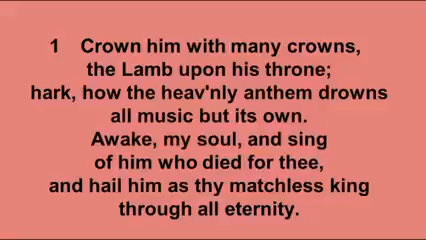 1 Crown him with many crowns,
the Lamb upon his throne;
hark, how the heav'nly anthem drowns
all music but its own.
Awake, my soul, and sing
of him who died for thee,
and hail him as thy matchless king
through all eternity.